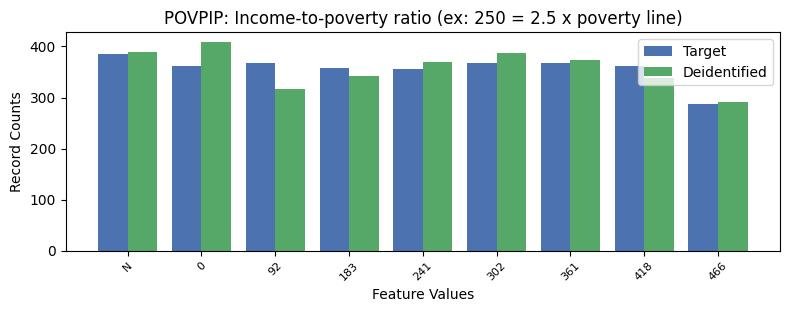 POVPIP: Income-to-poverty ratio (ex: 250 = 2.5 x poverty line)
Target
Deidentified
Record Counts
400
300
200
100
0
N 0 92 183 241 302 361 418 466
Feature Values